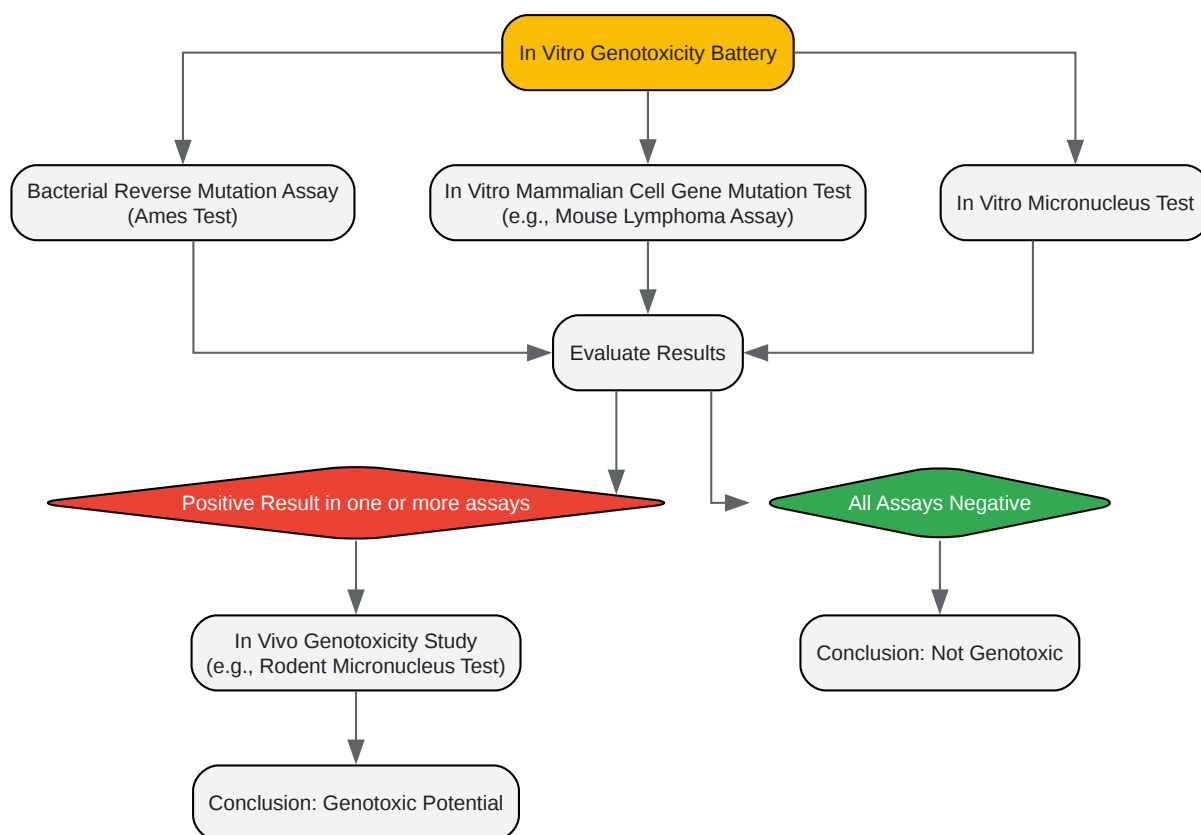 In Vitro Genotoxicity Battery
Bacterial Reverse Mutation Assay
(Ames Test)
In Vitro Mammalian Cell Gene Mutation Test
(e.g., Mouse Lymphoma Assay)
In Vitro Micronucleus Test
Evaluate Results
Positive Result in one or more assays
All Assays Negative
In Vivo Genotoxicity Study
(e.g., Rodent Micronucleus Test)
Conclusion: Not Genotoxic
Conclusion: Genotoxic Potential